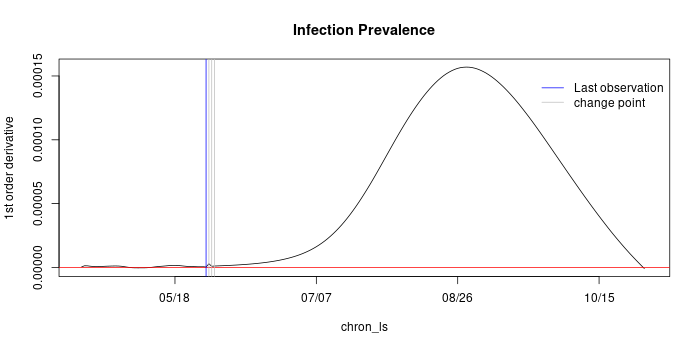 Infection Prevalence
1st order derivative
0.00015
0.00010
0.00005
0.00000
Last observation
change point
05/18
07/07
08/26
10/15
chron_ls